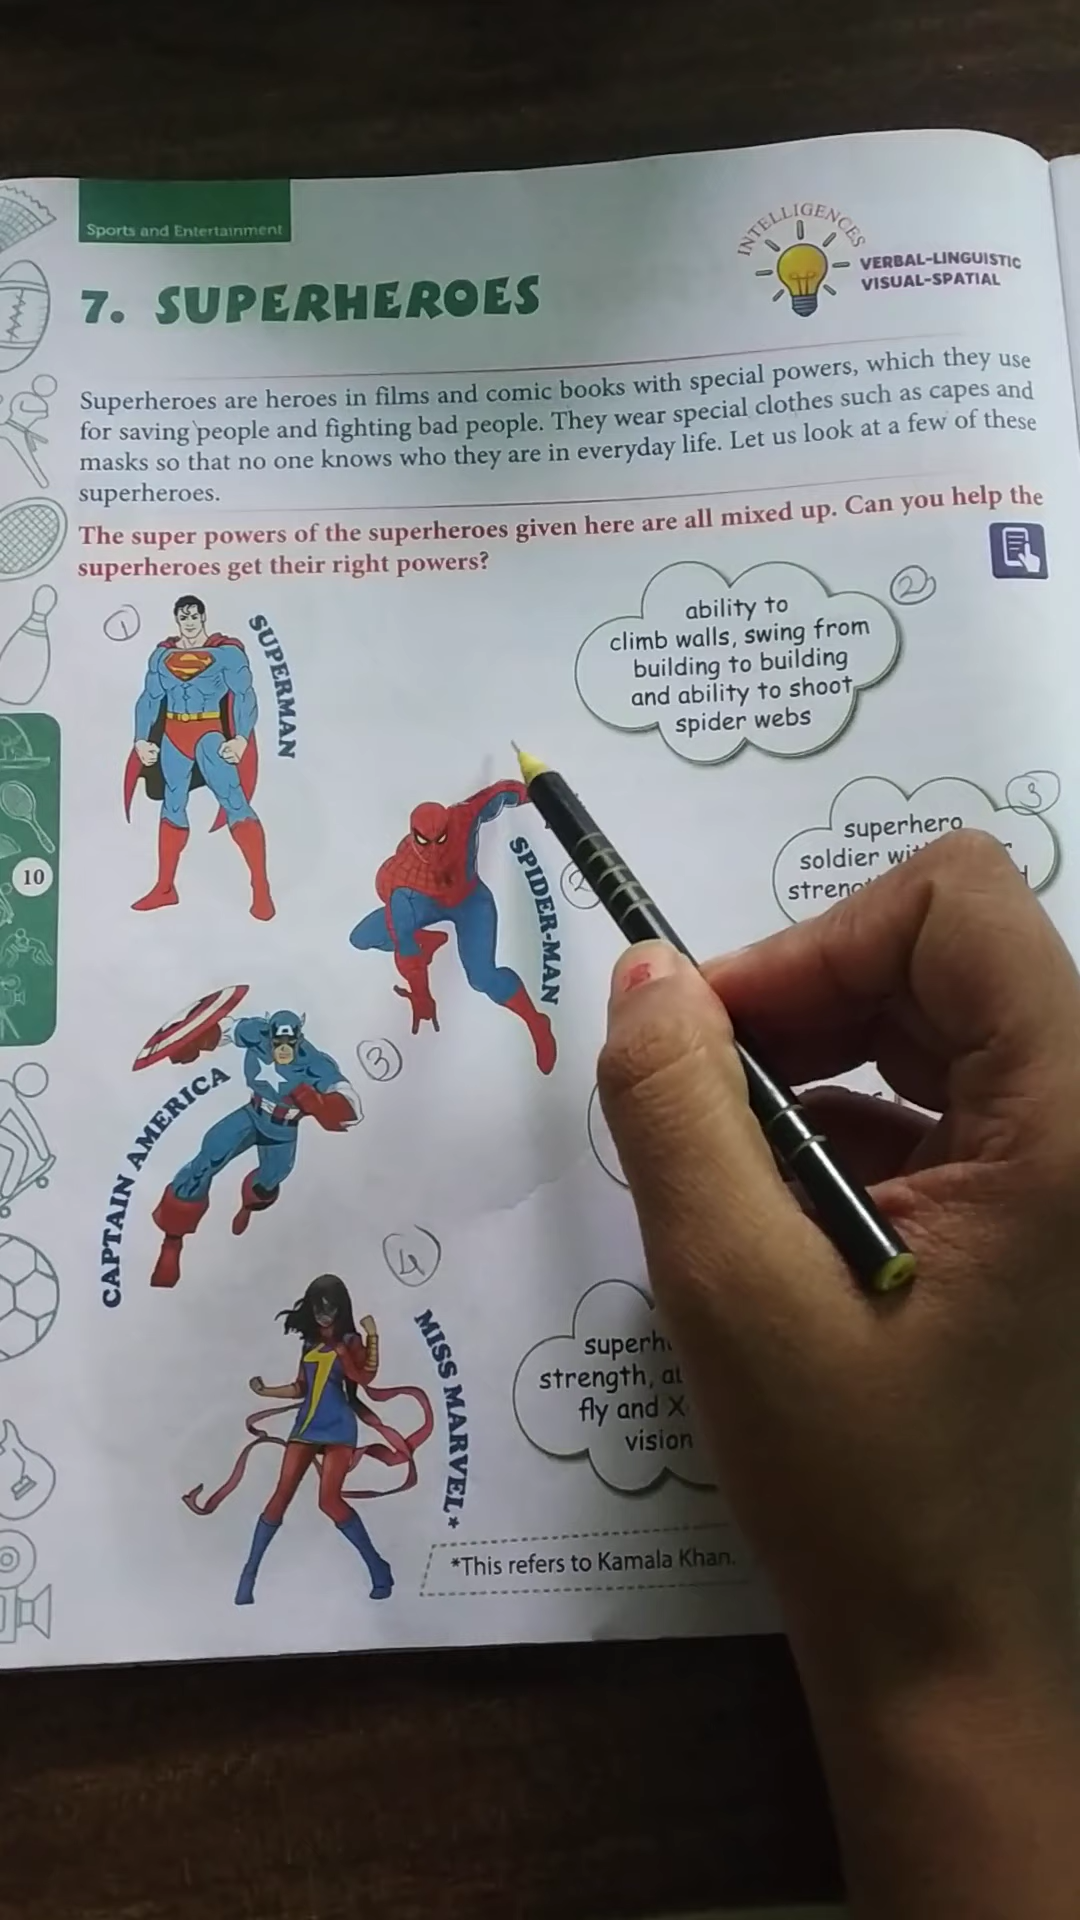 Sports and Entertainment
INTELLIGENCES
VERBAL-LINGUISTIC
VISUAL-SPATIAL
7. SUPERHEROES
Superheroes are heroes in films and comic books with special powers, which they use
for saving people and fighting bad people. They wear special clothes such as capes and
masks so that no one knows who they are in everyday life. Let us look at a few of these
superheroes.
The super powers of the superheroes given here are all mixed up. Can you help the
superheroes get their right powers?
1
SUPERMAN
2
ability to
climb walls, swing from
building to building
and ability to shoot
spider webs
SPIDER-MAN
2
3
superhero
soldier
10
CAPTAIN AMERICA
3
4
MISS MARVEL*
strength,
fly and X
vision
*This refers to Kamala Khan.